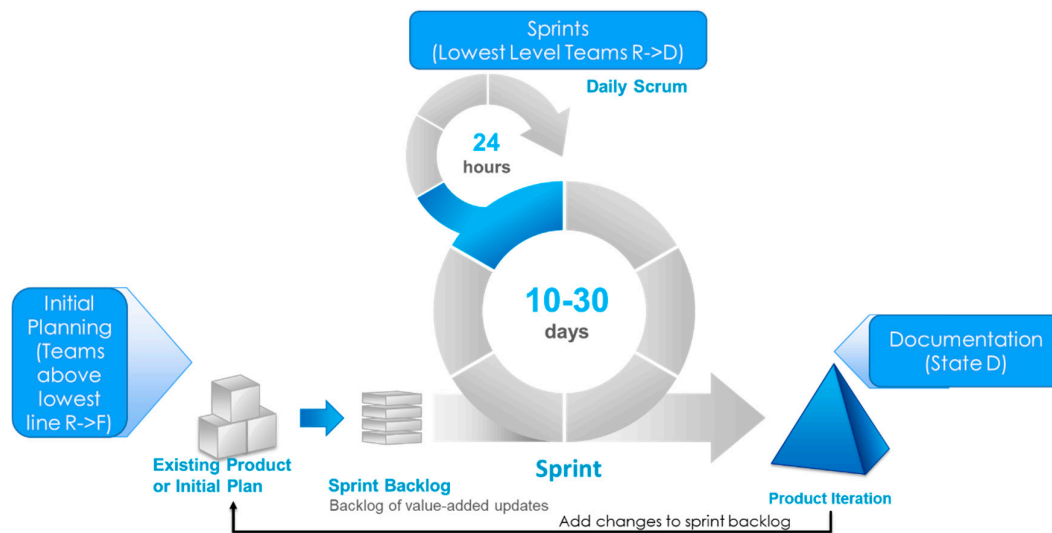 Sprints
(Lowest Level Teams R->D)
Daily Scrum
24
hours
10-30
days
Initial
Planning
(Teams
above
lowest
line R->F)
Documentation
(State D)
Existing Product
or Initial Plan
Sprint Backlog
Backlog of value-added updates
Sprint
Product Iteration
Add changes to sprint backlog